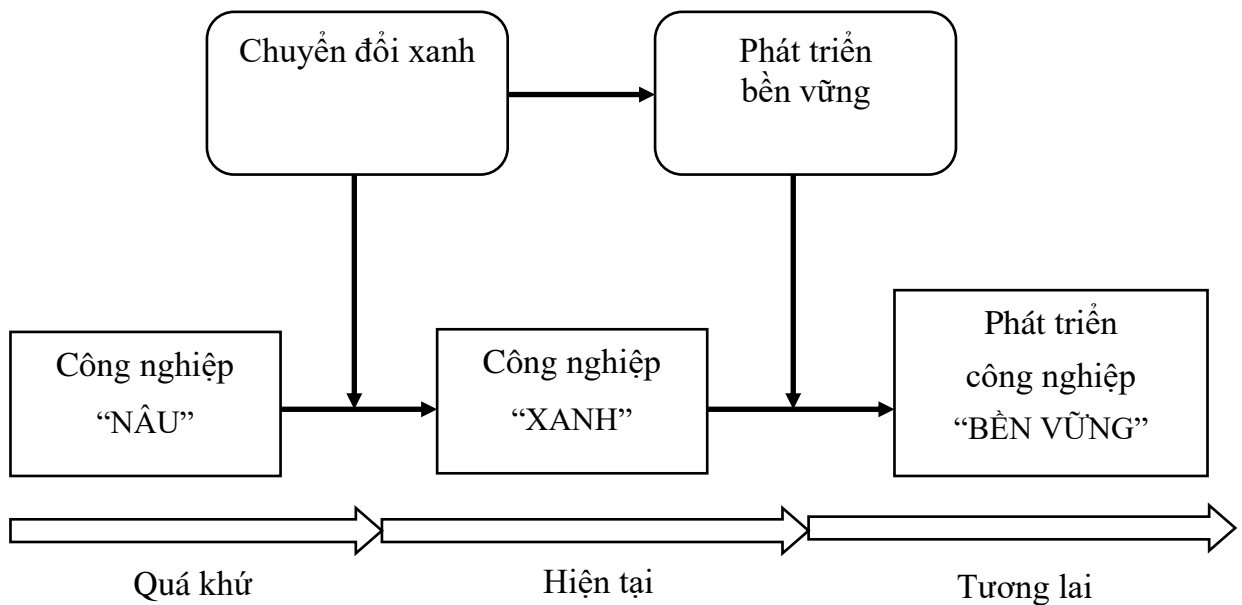 Chuyển đổi xanh
Phát triển
bền vững
Công nghiệp
“NÂU”
Công nghiệp
“XANH”
Phát triển
công nghiệp
“BỀN VỮNG”
Quá khứ
Hiện tại
Tương lai